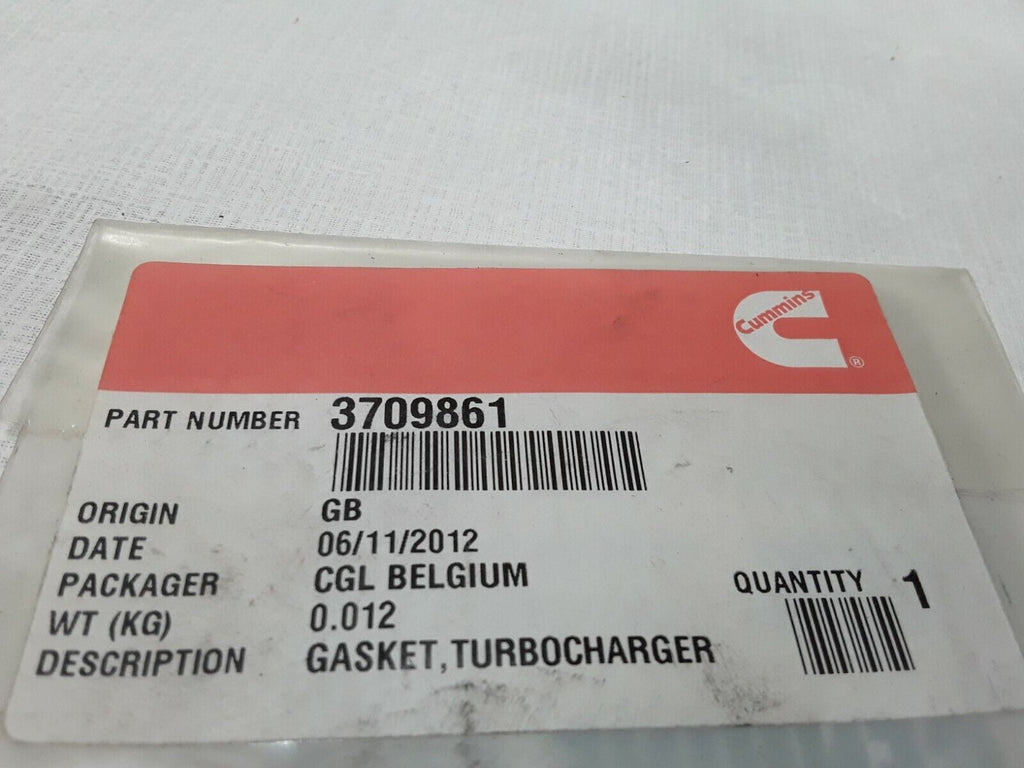 Cummins
®
PART NUMBER 3709861
ORIGIN GB
DATE 06/11/2012
PACKAGER CGL BELGIUM
QUANTITY 1
WT (KG) 0.012
DESCRIPTION GASKET,TURBOCHARGER